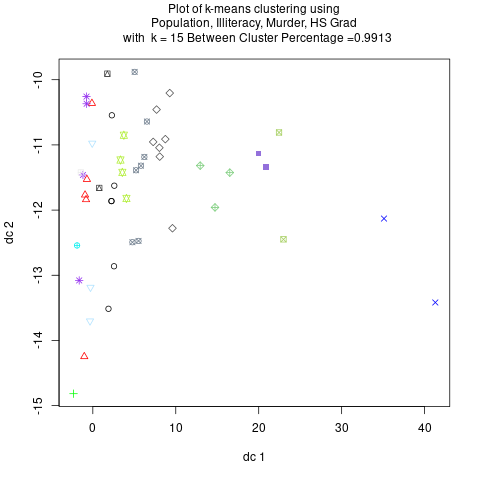 Plot of k-means clustering using
Population, Illiteracy, Murder, HS Grad
with k = 15 Between Cluster Percentage =0.9913
-10
-11
-12
-13
-14
-15
dc 2
0 10 20 30 40
dc 1